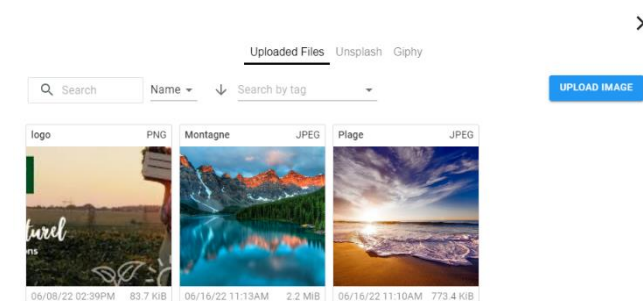 Uploaded Files Unsplash Giphy
Search Name Search by tag UPLOAD IMAGE
logo PNG Montagne JPEG Plage JPEG
06/08/22 02:39PM 83.7 KiB 06/16/22 11:13AM 2.2 MiB 06/16/22 11:10AM 773.4 KiB